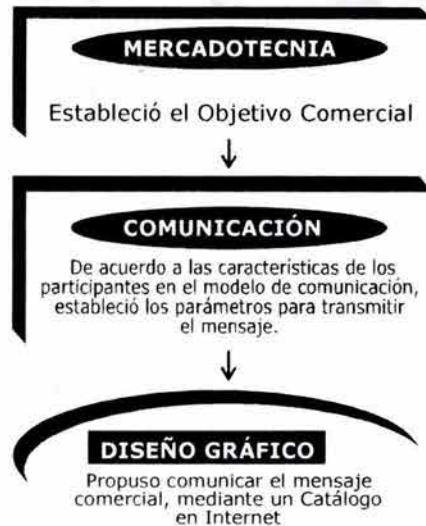 MERCADOTECNIA
Estableció el Objetivo Comercial
COMUNICACIÓN
De acuerdo a las características de los
participantes en el modelo de comunicación,
estableció los parámetros para transmitir
el mensaje.
DISEÑO GRÁFICO
Propuso comunicar el mensaje
comercial, mediante un Catálogo
en Internet